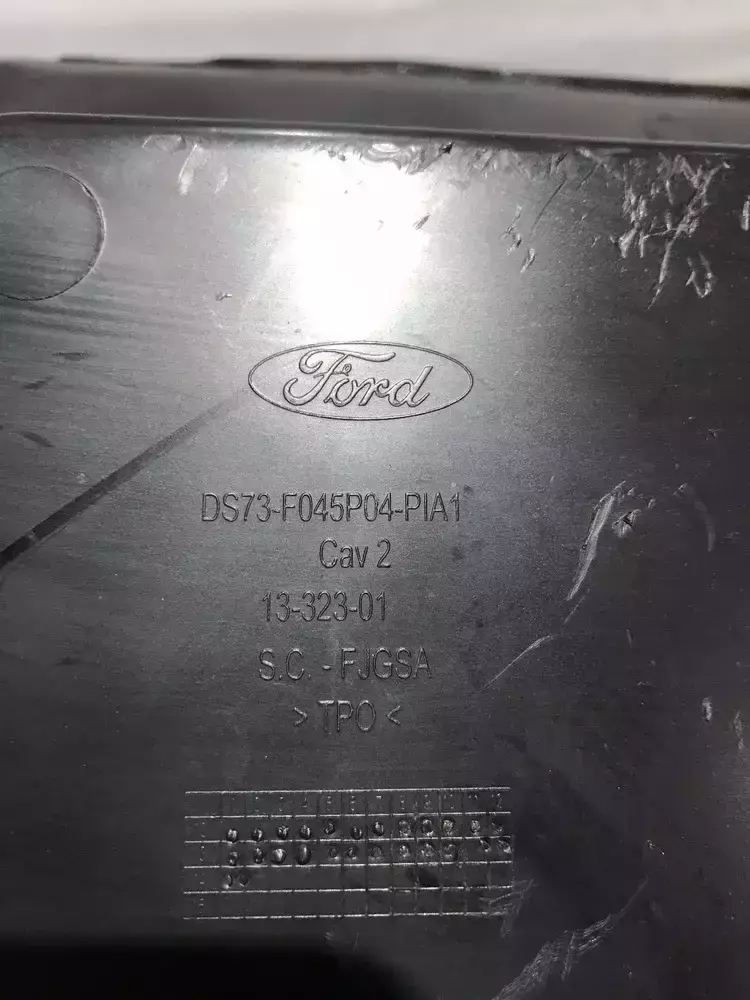 Ford
DS73-F045P04-PIA1
Cav 2
13-323-01
S.C. - FJGSA
> TPO <